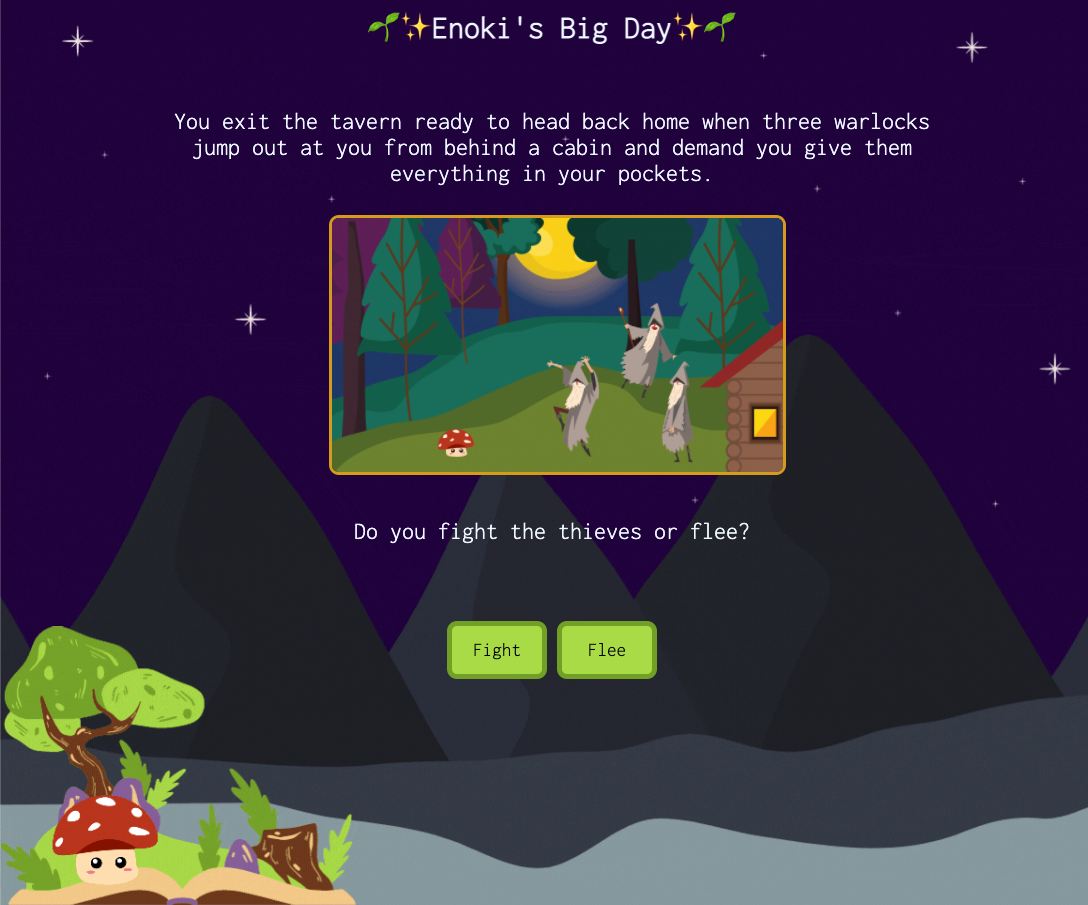 🌱✨Enoki's Big Day✨🌱
You exit the tavern ready to head back home when three warlocks
jump out at you from behind a cabin and demand you give them
everything in your pockets.
Do you fight the thieves or flee?
Fight Flee